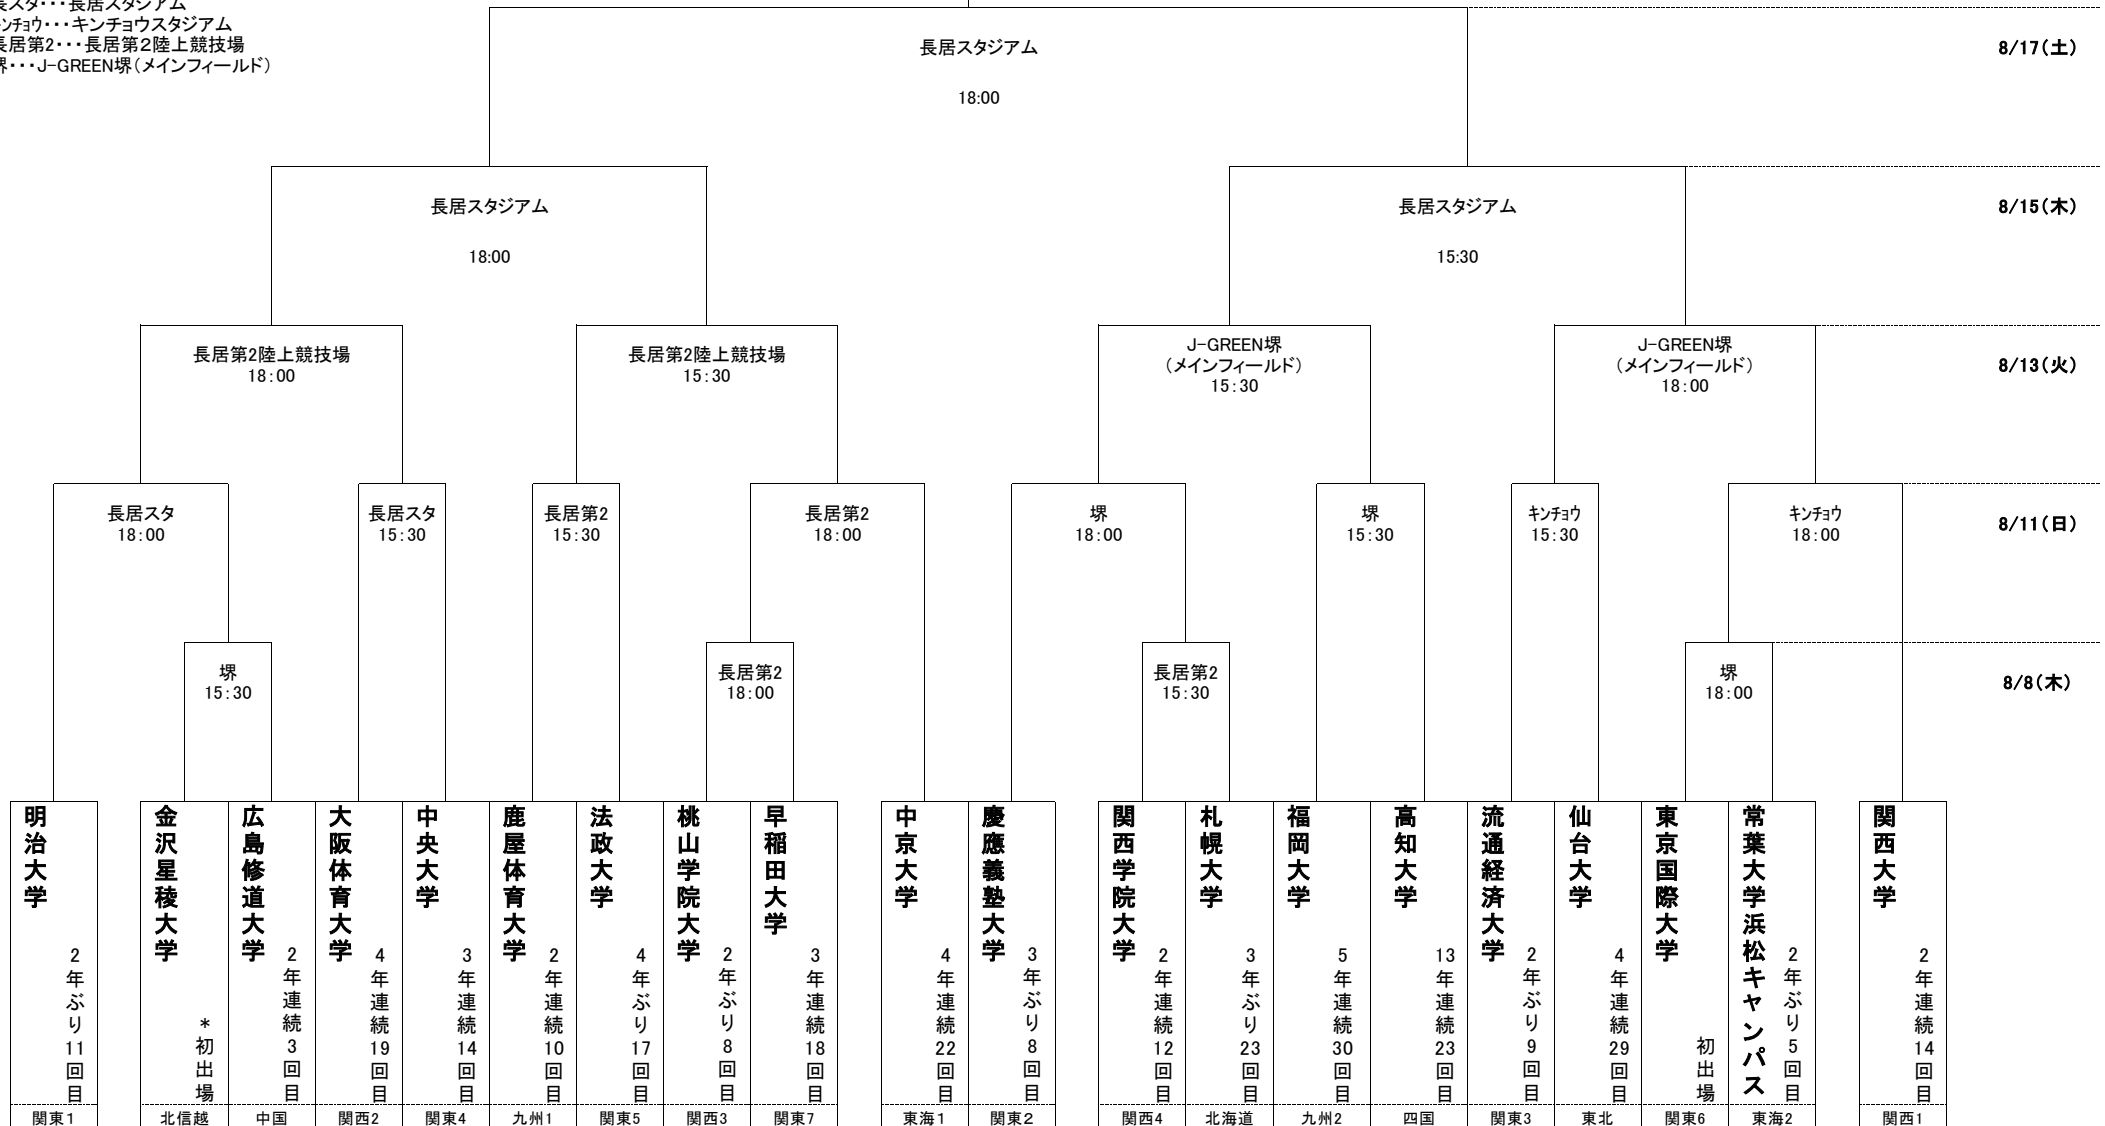 長スタ･･･長居スタジアム
キンチョウ･･･キンチョウスタジアム
長居第2･･･長居第2陸上競技場
堺･･･J-GREEN堺(メインフィールド)
長居スタジアム
18:00
8/17(土)
長居スタジアム
18:00
長居スタジアム
15:30
8/15(木)
長居第2陸上競技場
18:00
長居第2陸上競技場
15:30
J-GREEN堺
(メインフィールド)
15:30
J-GREEN堺
(メインフィールド)
18:00
8/13(火)
長居スタ
18:00
長居スタ
15:30
長居第2
15:30
長居第2
18:00
堺
18:00
堺
15:30
キンチョウ
15:30
キンチョウ
18:00
8/11(日)
堺
15:30
長居第2
18:00
長居第2
15:30
堺
18:00
8/8(木)
明治大学
2年ぶり11回目
関東1
金沢星稜大学
*初出場
北信越
広島修道大学
2年連続3回目
中国
大阪体育大学
4年連続19回目
関西2
中央大学
3年連続14回目
関東4
鹿屋体育大学
2年連続10回目
九州1
法政大学
4年ぶり17回目
関東5
桃山学院大学
2年ぶり8回目
関西3
早稲田大学
3年連続18回目
関東7
中京大学
4年連続22回目
東海1
慶應義塾大学
3年ぶり8回目
関東2
関西学院大学
2年連続12回目
関西4
札幌大学
3年ぶり23回目
北海道
福岡大学
5年連続30回目
九州2
高知大学
13年連続23回目
四国
流通経済大学
2年ぶり9回目
関東3
仙台大学
4年連続29回目
東北
東京国際大学
初出場
関東6
常葉大学浜松キャンパス
2年ぶり5回目
東海2
関西大学
2年連続14回目
関西1